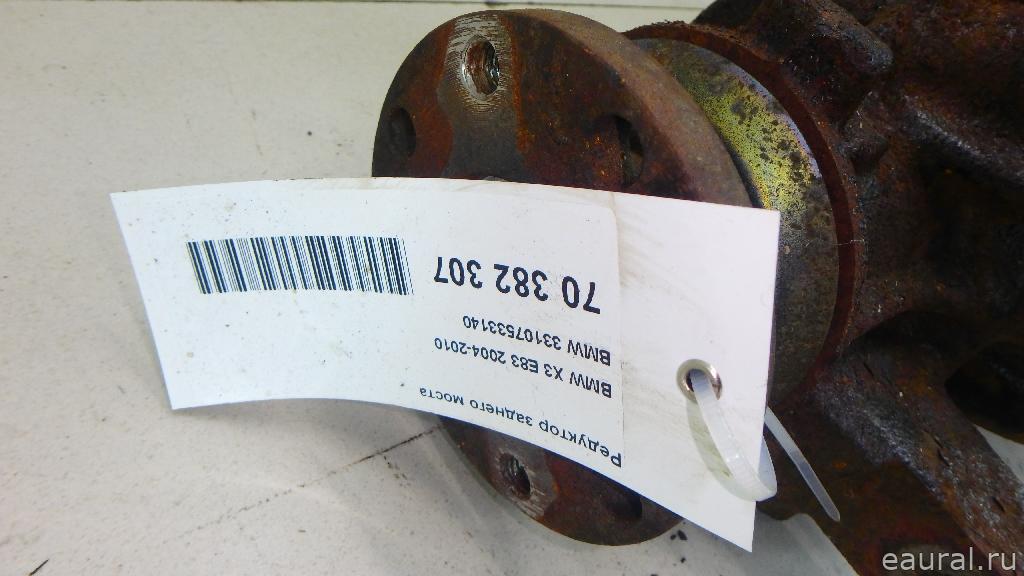 Редуктор заднего моста
BMW X3 E83 2004-2010
BMW 33107533140
70 382 307
eaural.ru